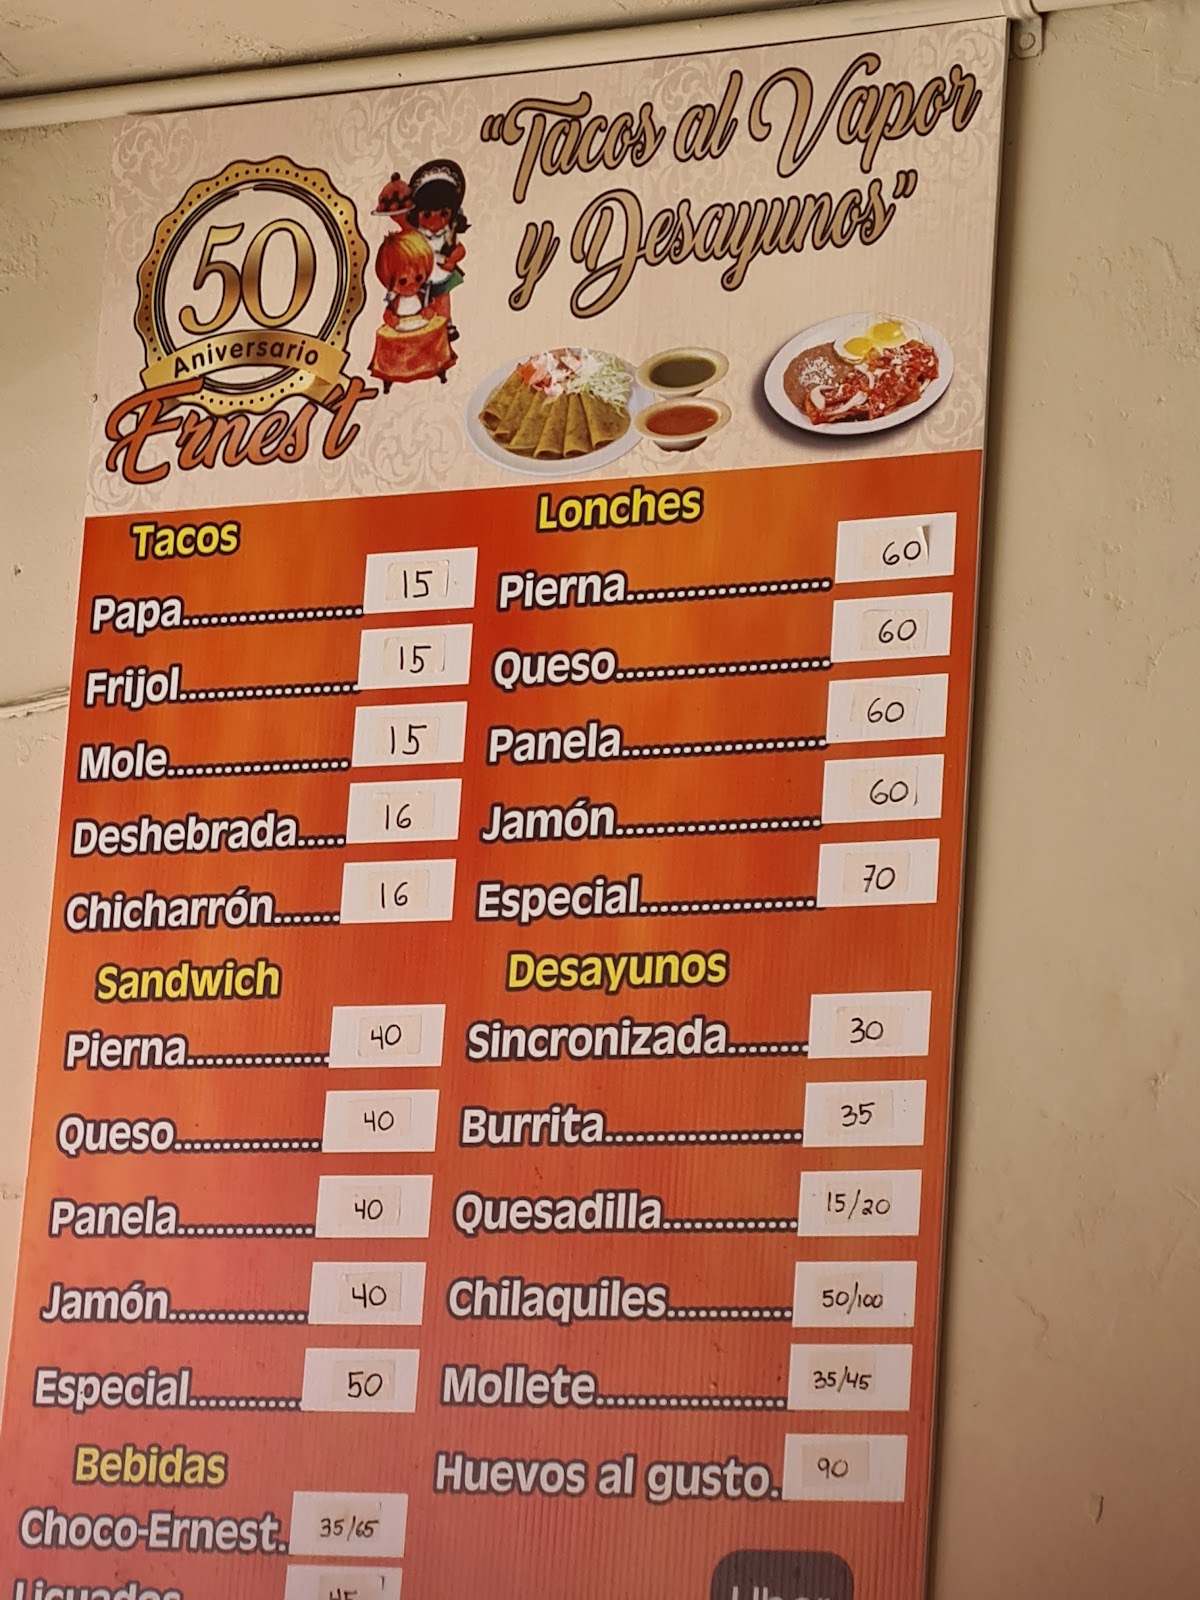 "Tacos al Vapor
y Desayunos"
50
Aniversario
Ernes't
Tacos
Papa.................. 15
Frijol.................. 15
Mole.................. 15
Deshebrada..... 16
Chicharrón....... 16
Sandwich
Pierna............... 40
Queso............... 40
Panela.............. 40
Jamón.............. 40
Especial............ 50
Bebidas
Choco-Ernest. 35/65
Licuados 45
Lonches
Pierna.................... 60
Queso..................... 60
Panela.................... 60
Jamón.................... 60
Especial.................. 70
Desayunos
Sincronizada........ 30
Burrita.................... 35
Quesadilla............. 15/20
Chilaquiles............ 50/100
Mollete.................. 35/45
Huevos al gusto. 90
Uber